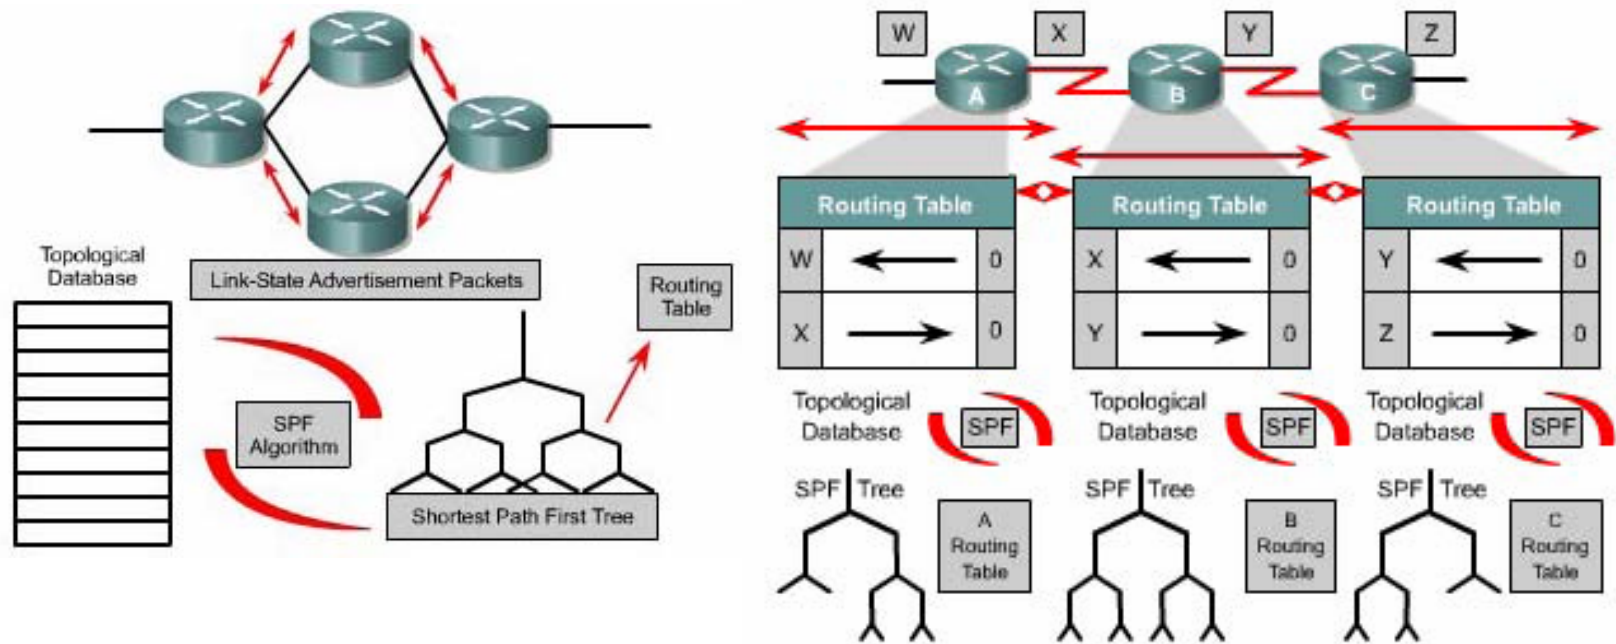 Topological
Database
Link-State Advertisement Packets
Routing
Table
SPF
Algorithm
Shortest Path First Tree
W
X
Y
Z
A
B
C
Routing Table
W
0
X
0
Routing Table
X
0
Y
0
Routing Table
Y
0
Z
0
Topological
Database
SPF
Topological
Database
SPF
Topological
Database
SPF
SPF Tree
A
Routing
Table
SPF Tree
B
Routing
Table
SPF Tree
C
Routing
Table